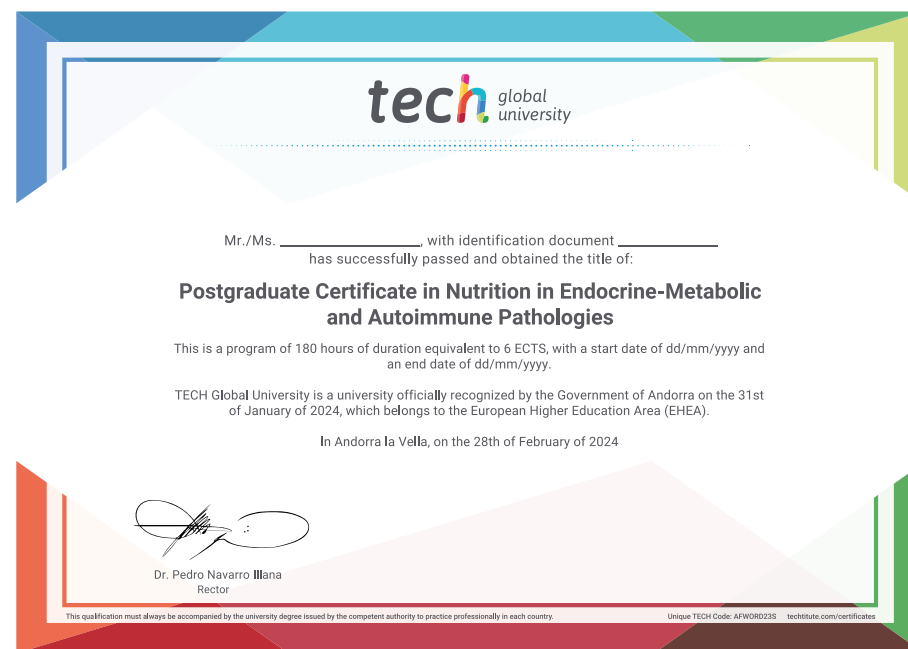 tech global university
Mr./Ms. ____________, with identification document ____________
has successfully passed and obtained the title of:
Postgraduate Certificate in Nutrition in Endocrine-Metabolic
and Autoimmune Pathologies
This is a program of 180 hours of duration equivalent to 6 ECTS, with a start date of dd/mm/yyyy and
an end date of dd/mm/yyyy.
TECH Global University is a university officially recognized by the Government of Andorra on the 31st
of January of 2024, which belongs to the European Higher Education Area (EHEA).
In Andorra la Vella, on the 28th of February of 2024
Dr. Pedro Navarro Illana
Rector
This qualification must always be accompanied by the university degree issued by the competent authority to practice professionally in each country.
Unique TECH Code: AFWORD23S techtitute.com/certificates